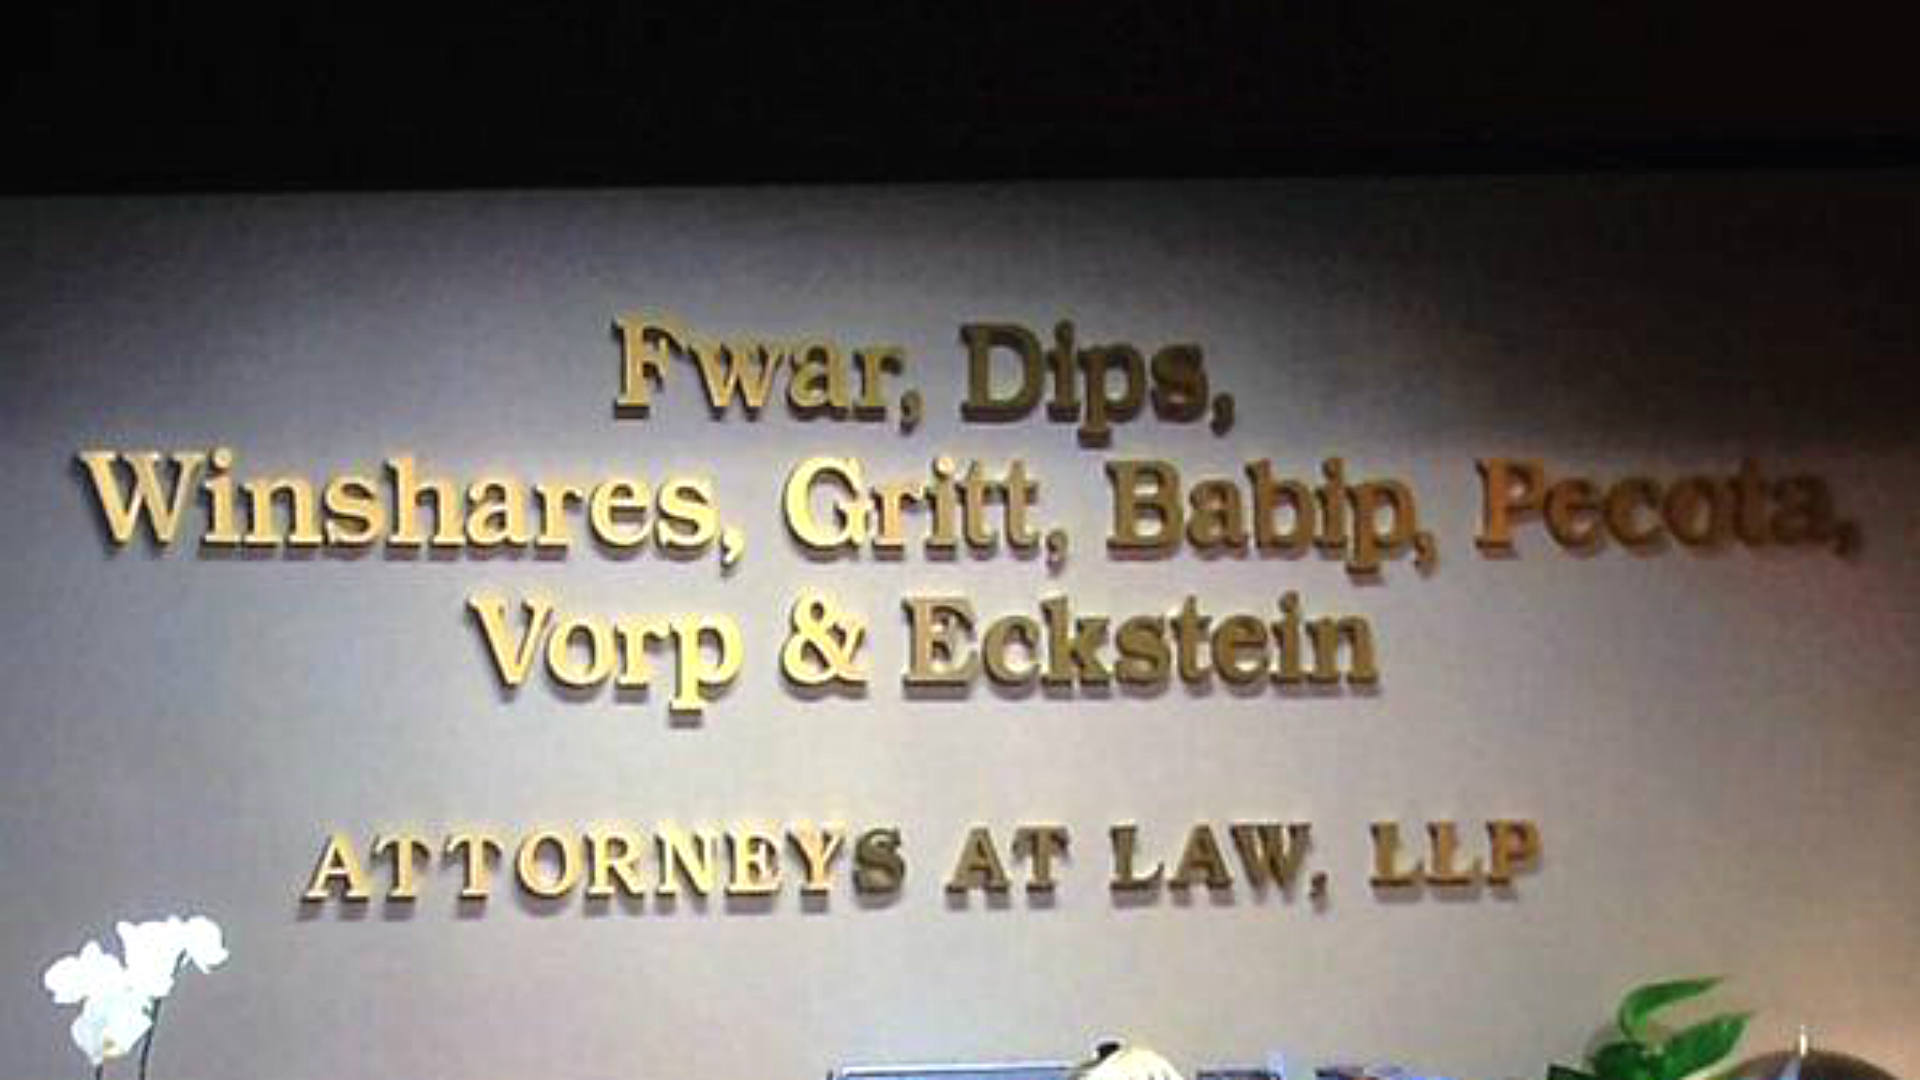 Fwar, Dips,
Winshares, Gritt, Babip, Pecota,
Vorp & Eckstein
ATTORNEYS AT LAW, LLP